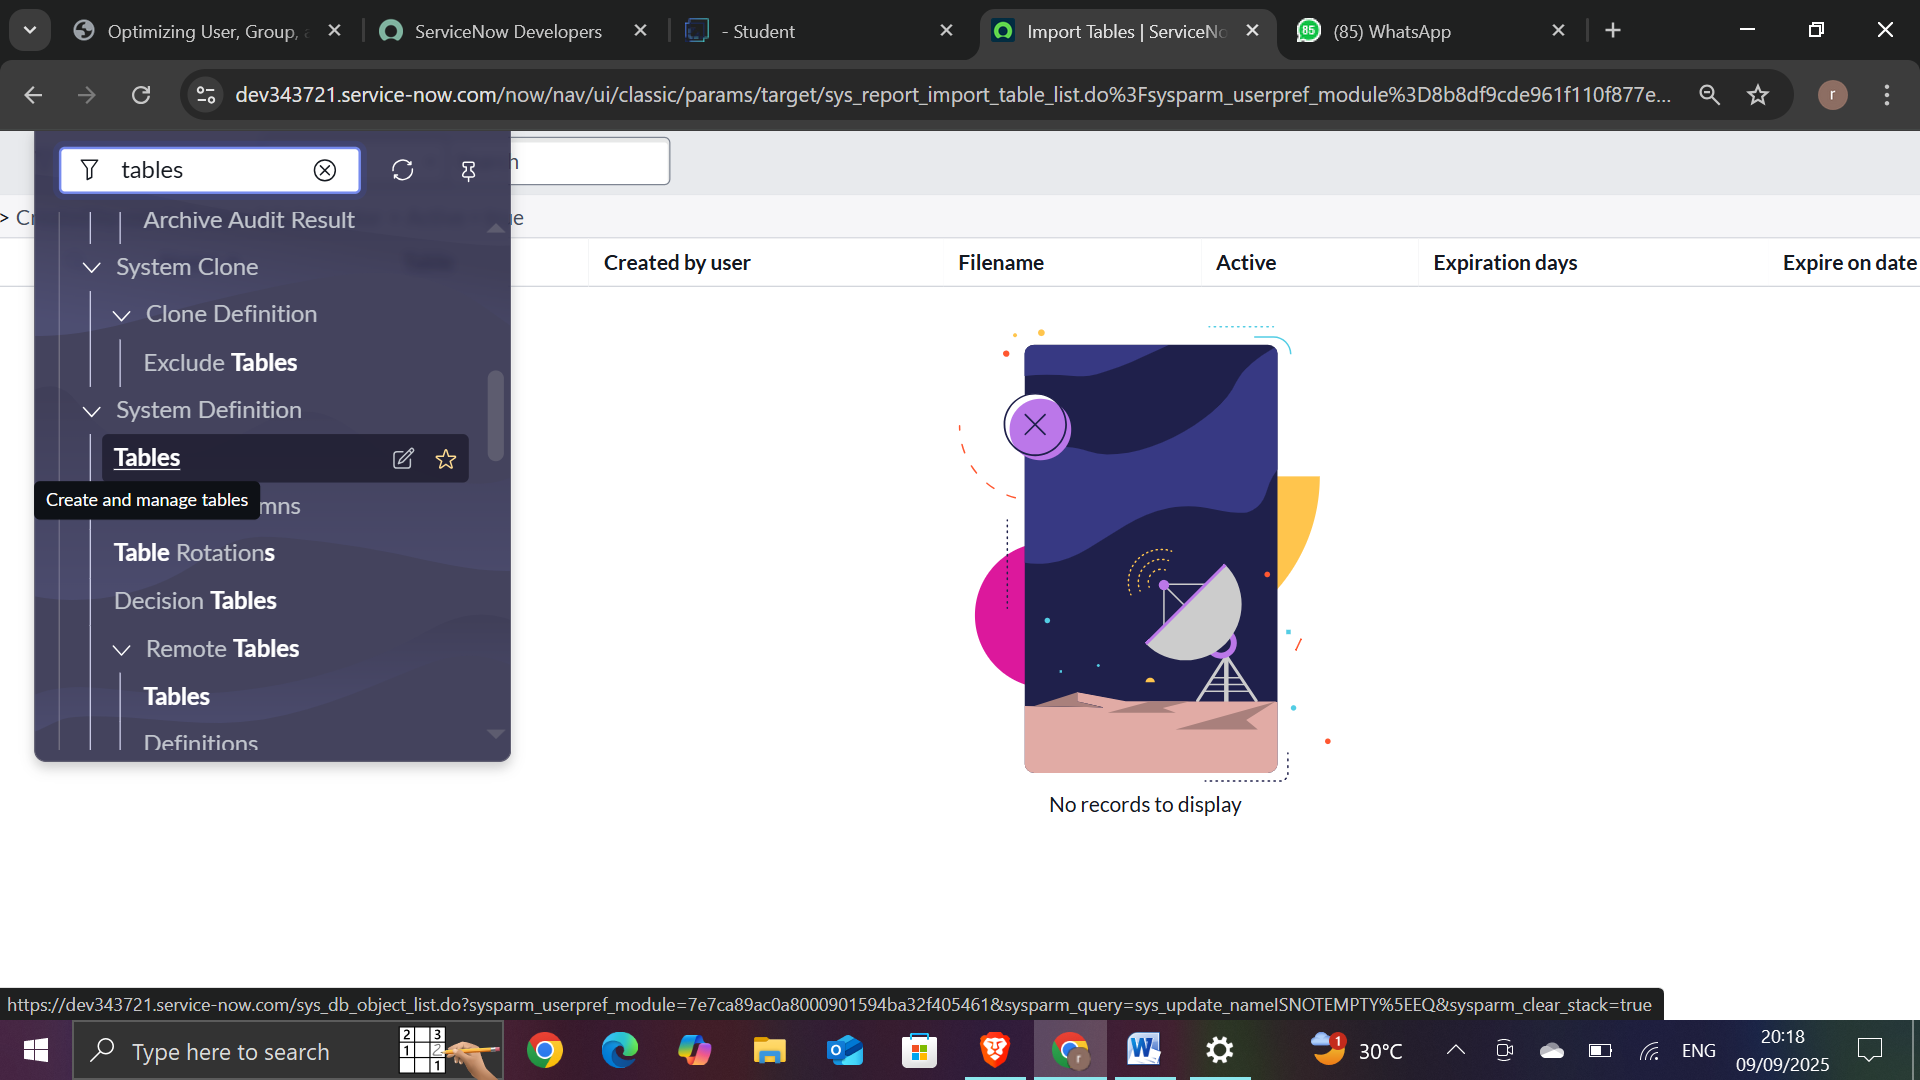 Optimizing User, Group,
ServiceNow Developers
- Student
Import Tables | ServiceNo
85
(85) WhatsApp
dev343721.service-now.com/now/nav/ui/classic/params/target/sys_report_import_table_list.do%3Fsysparm_userpref_module%3D8b8df9cde961f110f877e...
r
tables
Archive Audit Result
System Clone
Clone Definition
Exclude Tables
System Definition
Tables
Create and manage tables
mns
Table Rotations
Decision Tables
Remote Tables
Tables
Definitions
> Cr
Created by user
Filename
Active
Expiration days
Expire on date
No records to display
https://dev343721.service-now.com/sys_db_object_list.do?sysparm_userpref_module=7e7ca89ac0a8000901594ba32f405461&sysparm_query=sys_update_nameISNOTEMPTY%5EEQ&sysparm_clear_stack=true
Type here to search
1
30°C
ENG
20:18
09/09/2025